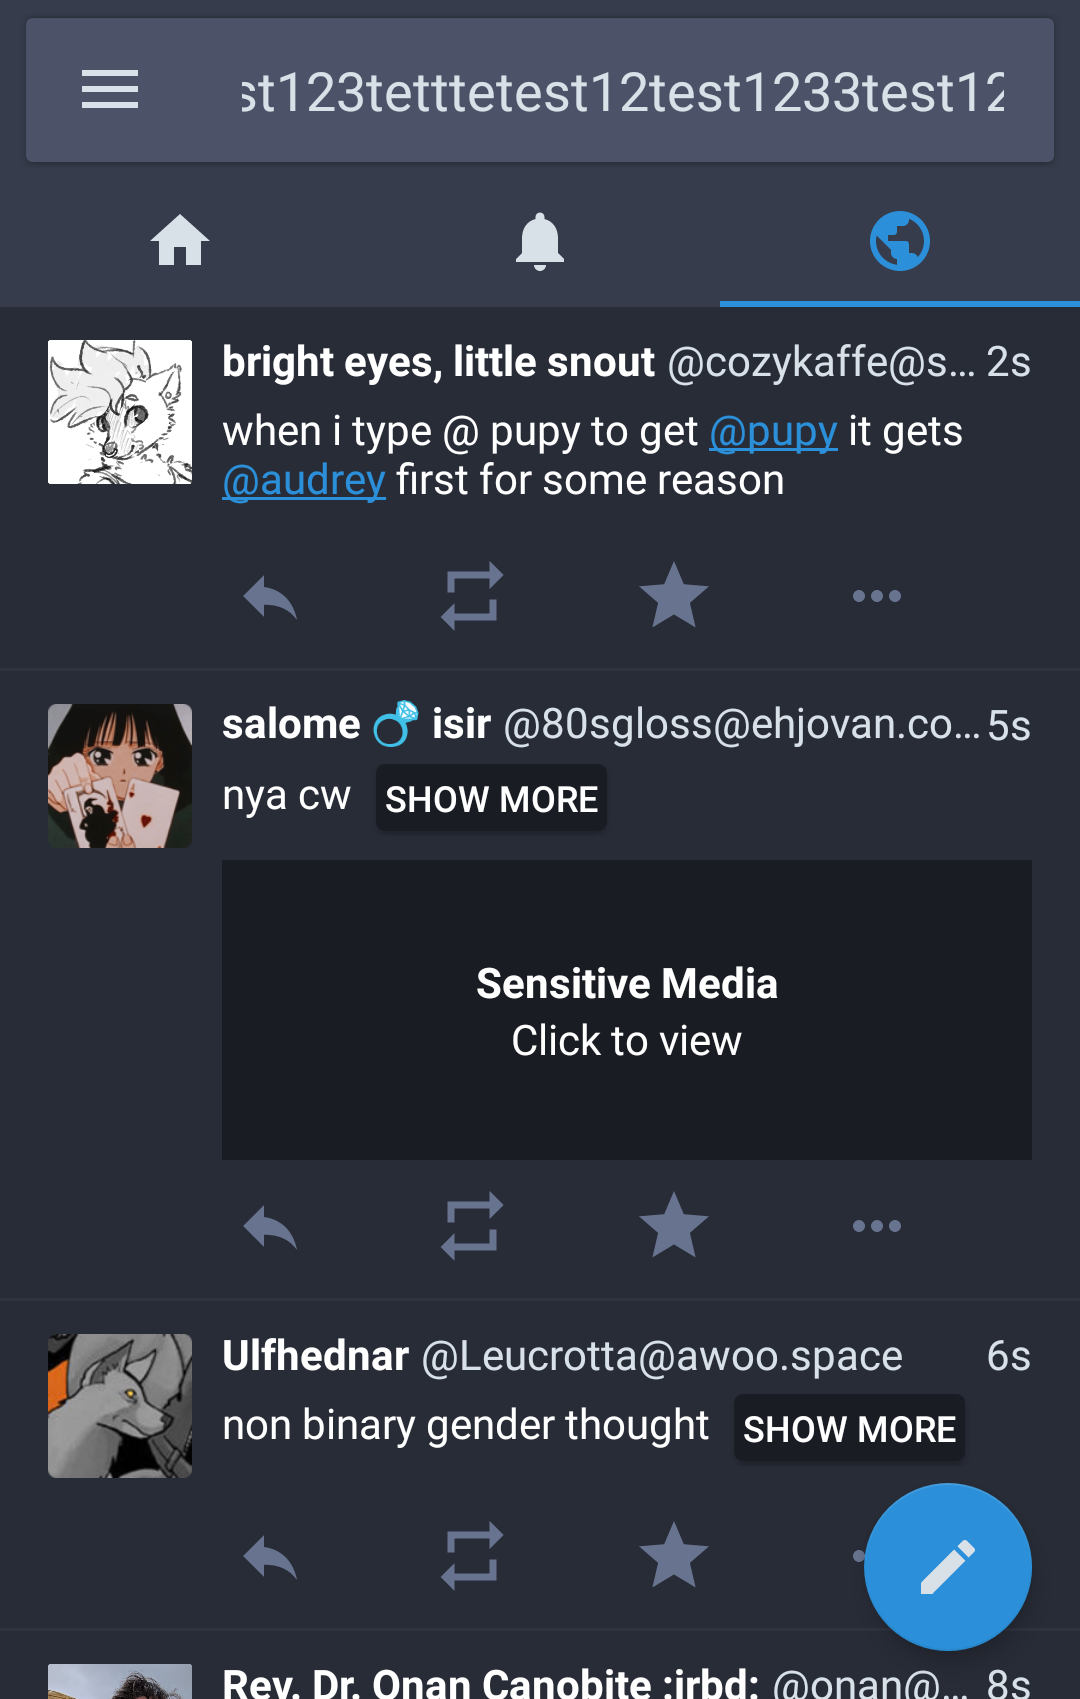 st123tetttetest12test1233test12
bright eyes, little snout @cozykaffe@s... 2s
when i type @ pupy to get @pupy it gets
@audrey first for some reason
salome 💍 isir @80sgloss@ehjovan.co... 5s
nya cw SHOW MORE
Sensitive Media
Click to view
Ulfhednar @Leucrotta@awoo.space 6s
non binary gender thought SHOW MORE
Rev. Dr. Onan Canobite :irbd: @onan@... 8s